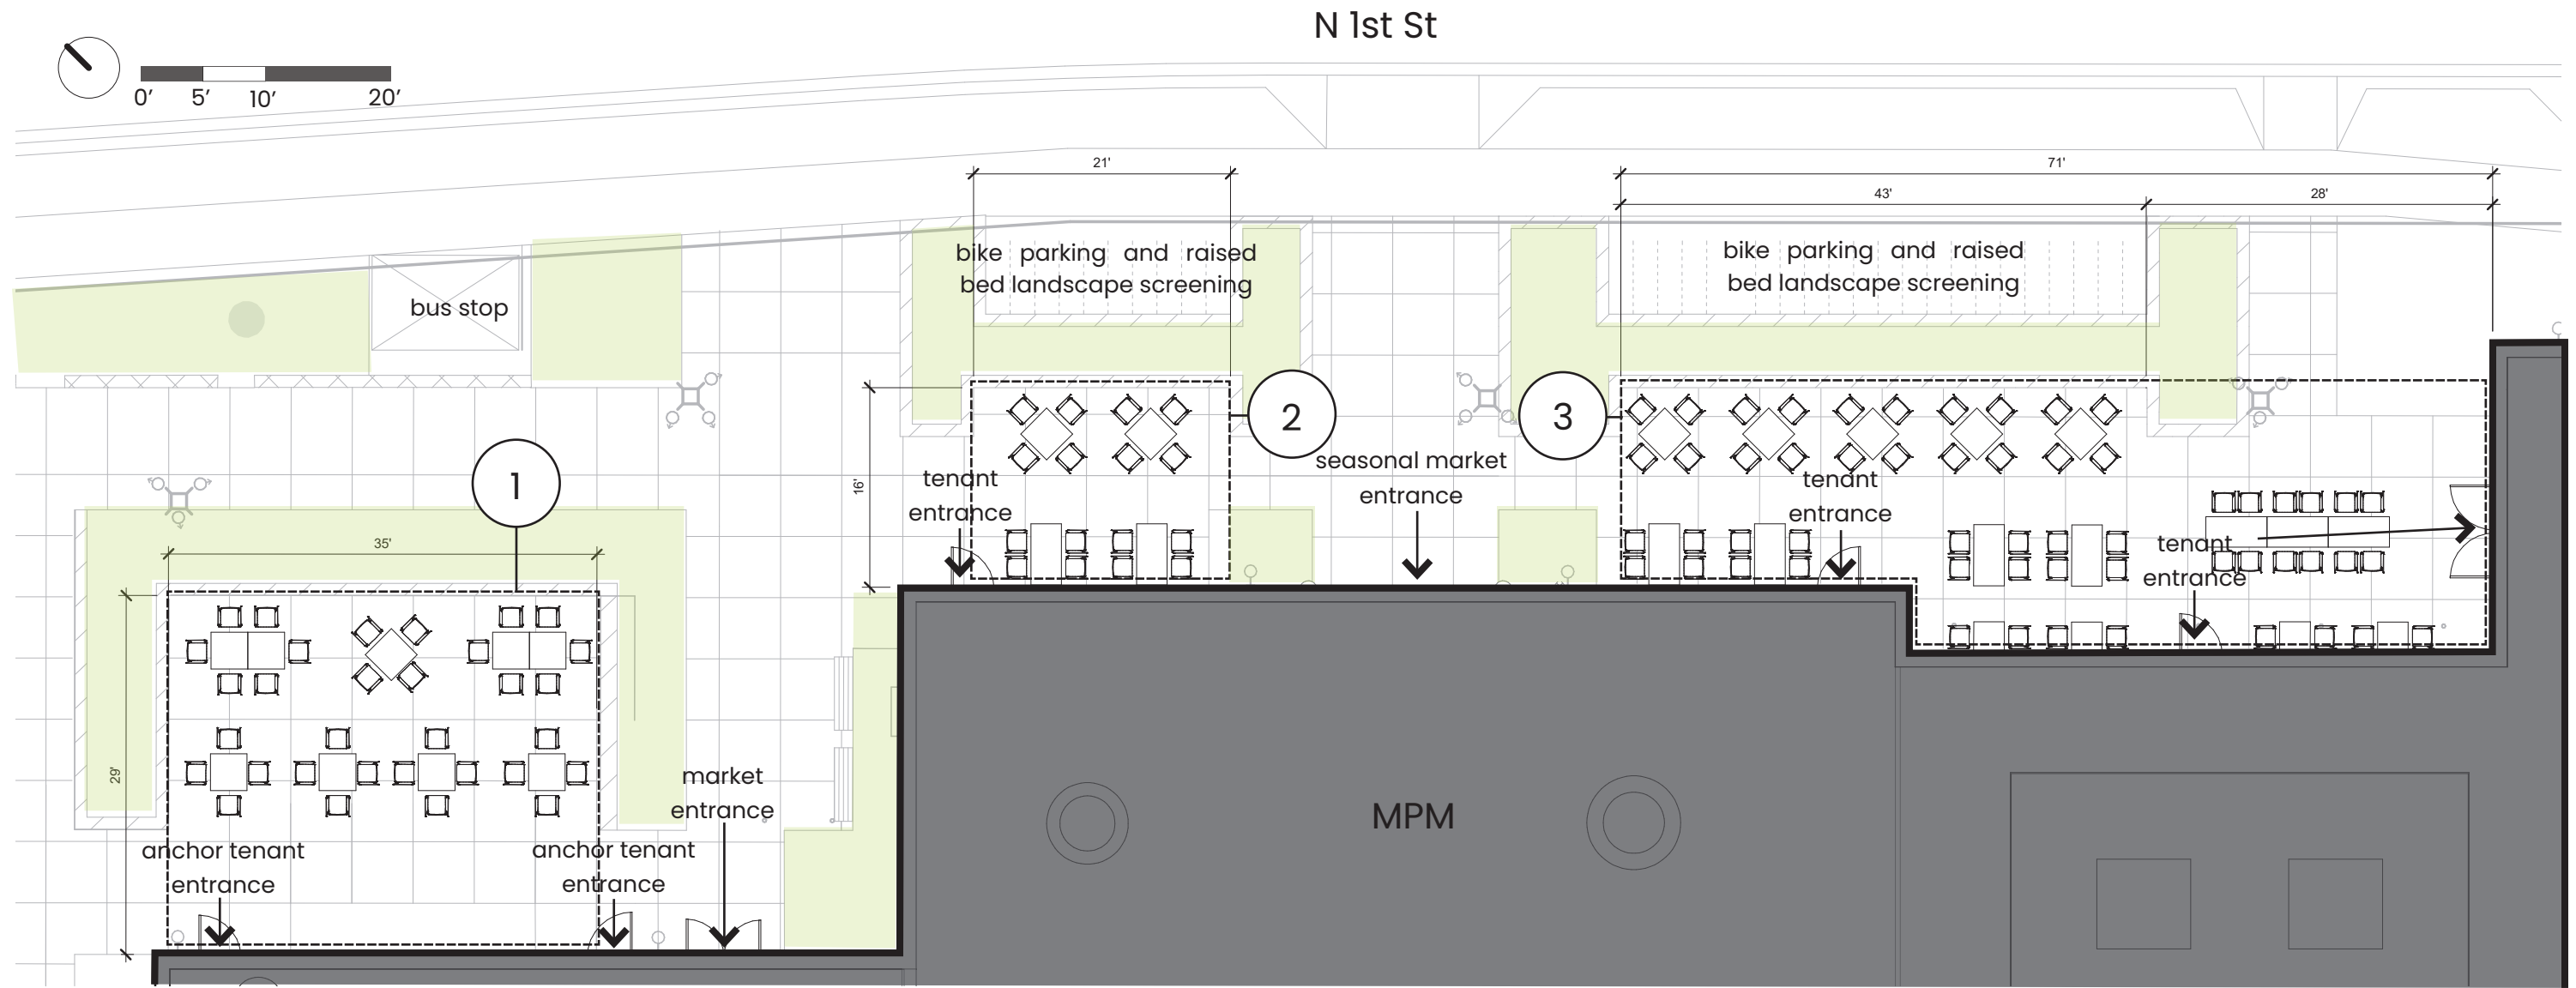 N 1st St
0’ 5’ 10’ 20’
21'
71'
43'
28'
bike parking and raised
bed landscape screening
bike parking and raised
bed landscape screening
bus stop
1
2
3
16'
tenant
entrance
seasonal market
entrance
tenant
entrance
tenant
entrance
35'
29'
market
entrance
anchor tenant
entrance
anchor tenant
entrance
MPM